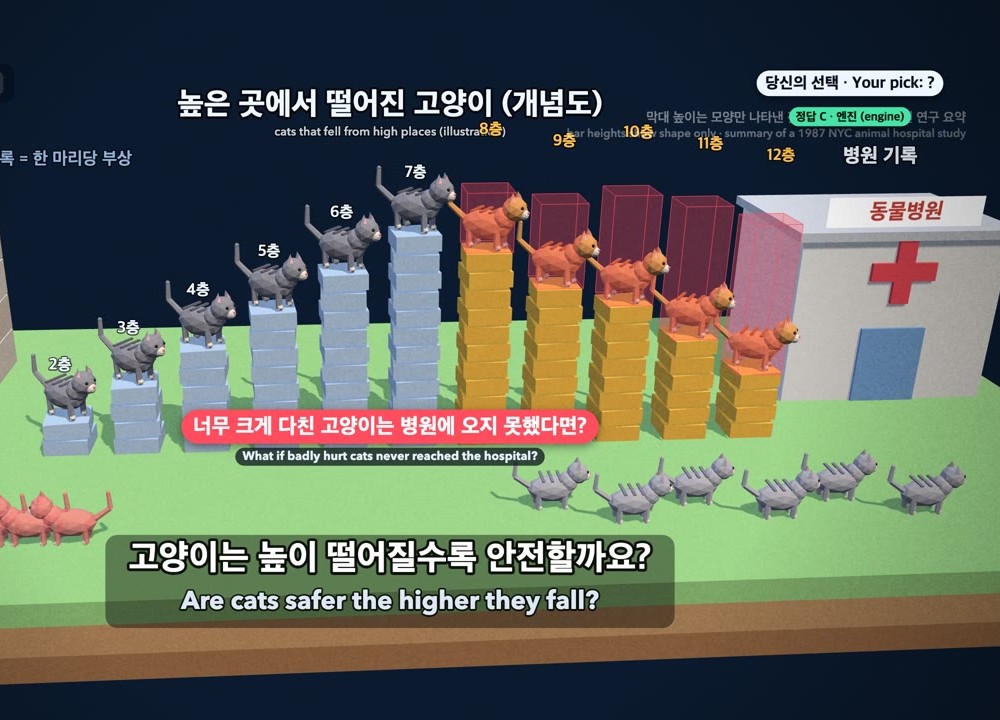 당신의 선택 · Your pick: ?
높은 곳에서 떨어진 고양이 (개념도)
cats that fell from high places
막대 높이는 모양만 나타낸
정답 C · 엔진 (engine)
연구 요약
shape only · summary of a 1987 NYC animal hospital study
록 = 한 마리당 부상
병원 기록
2층
3층
4층
5층
6층
7층
8층
9층
10층
11층
12층
동물병원
너무 크게 다친 고양이는 병원에 오지 못했다면?
What if badly hurt cats never reached the hospital?
고양이는 높이 떨어질수록 안전할까요?
Are cats safer the higher they fall?